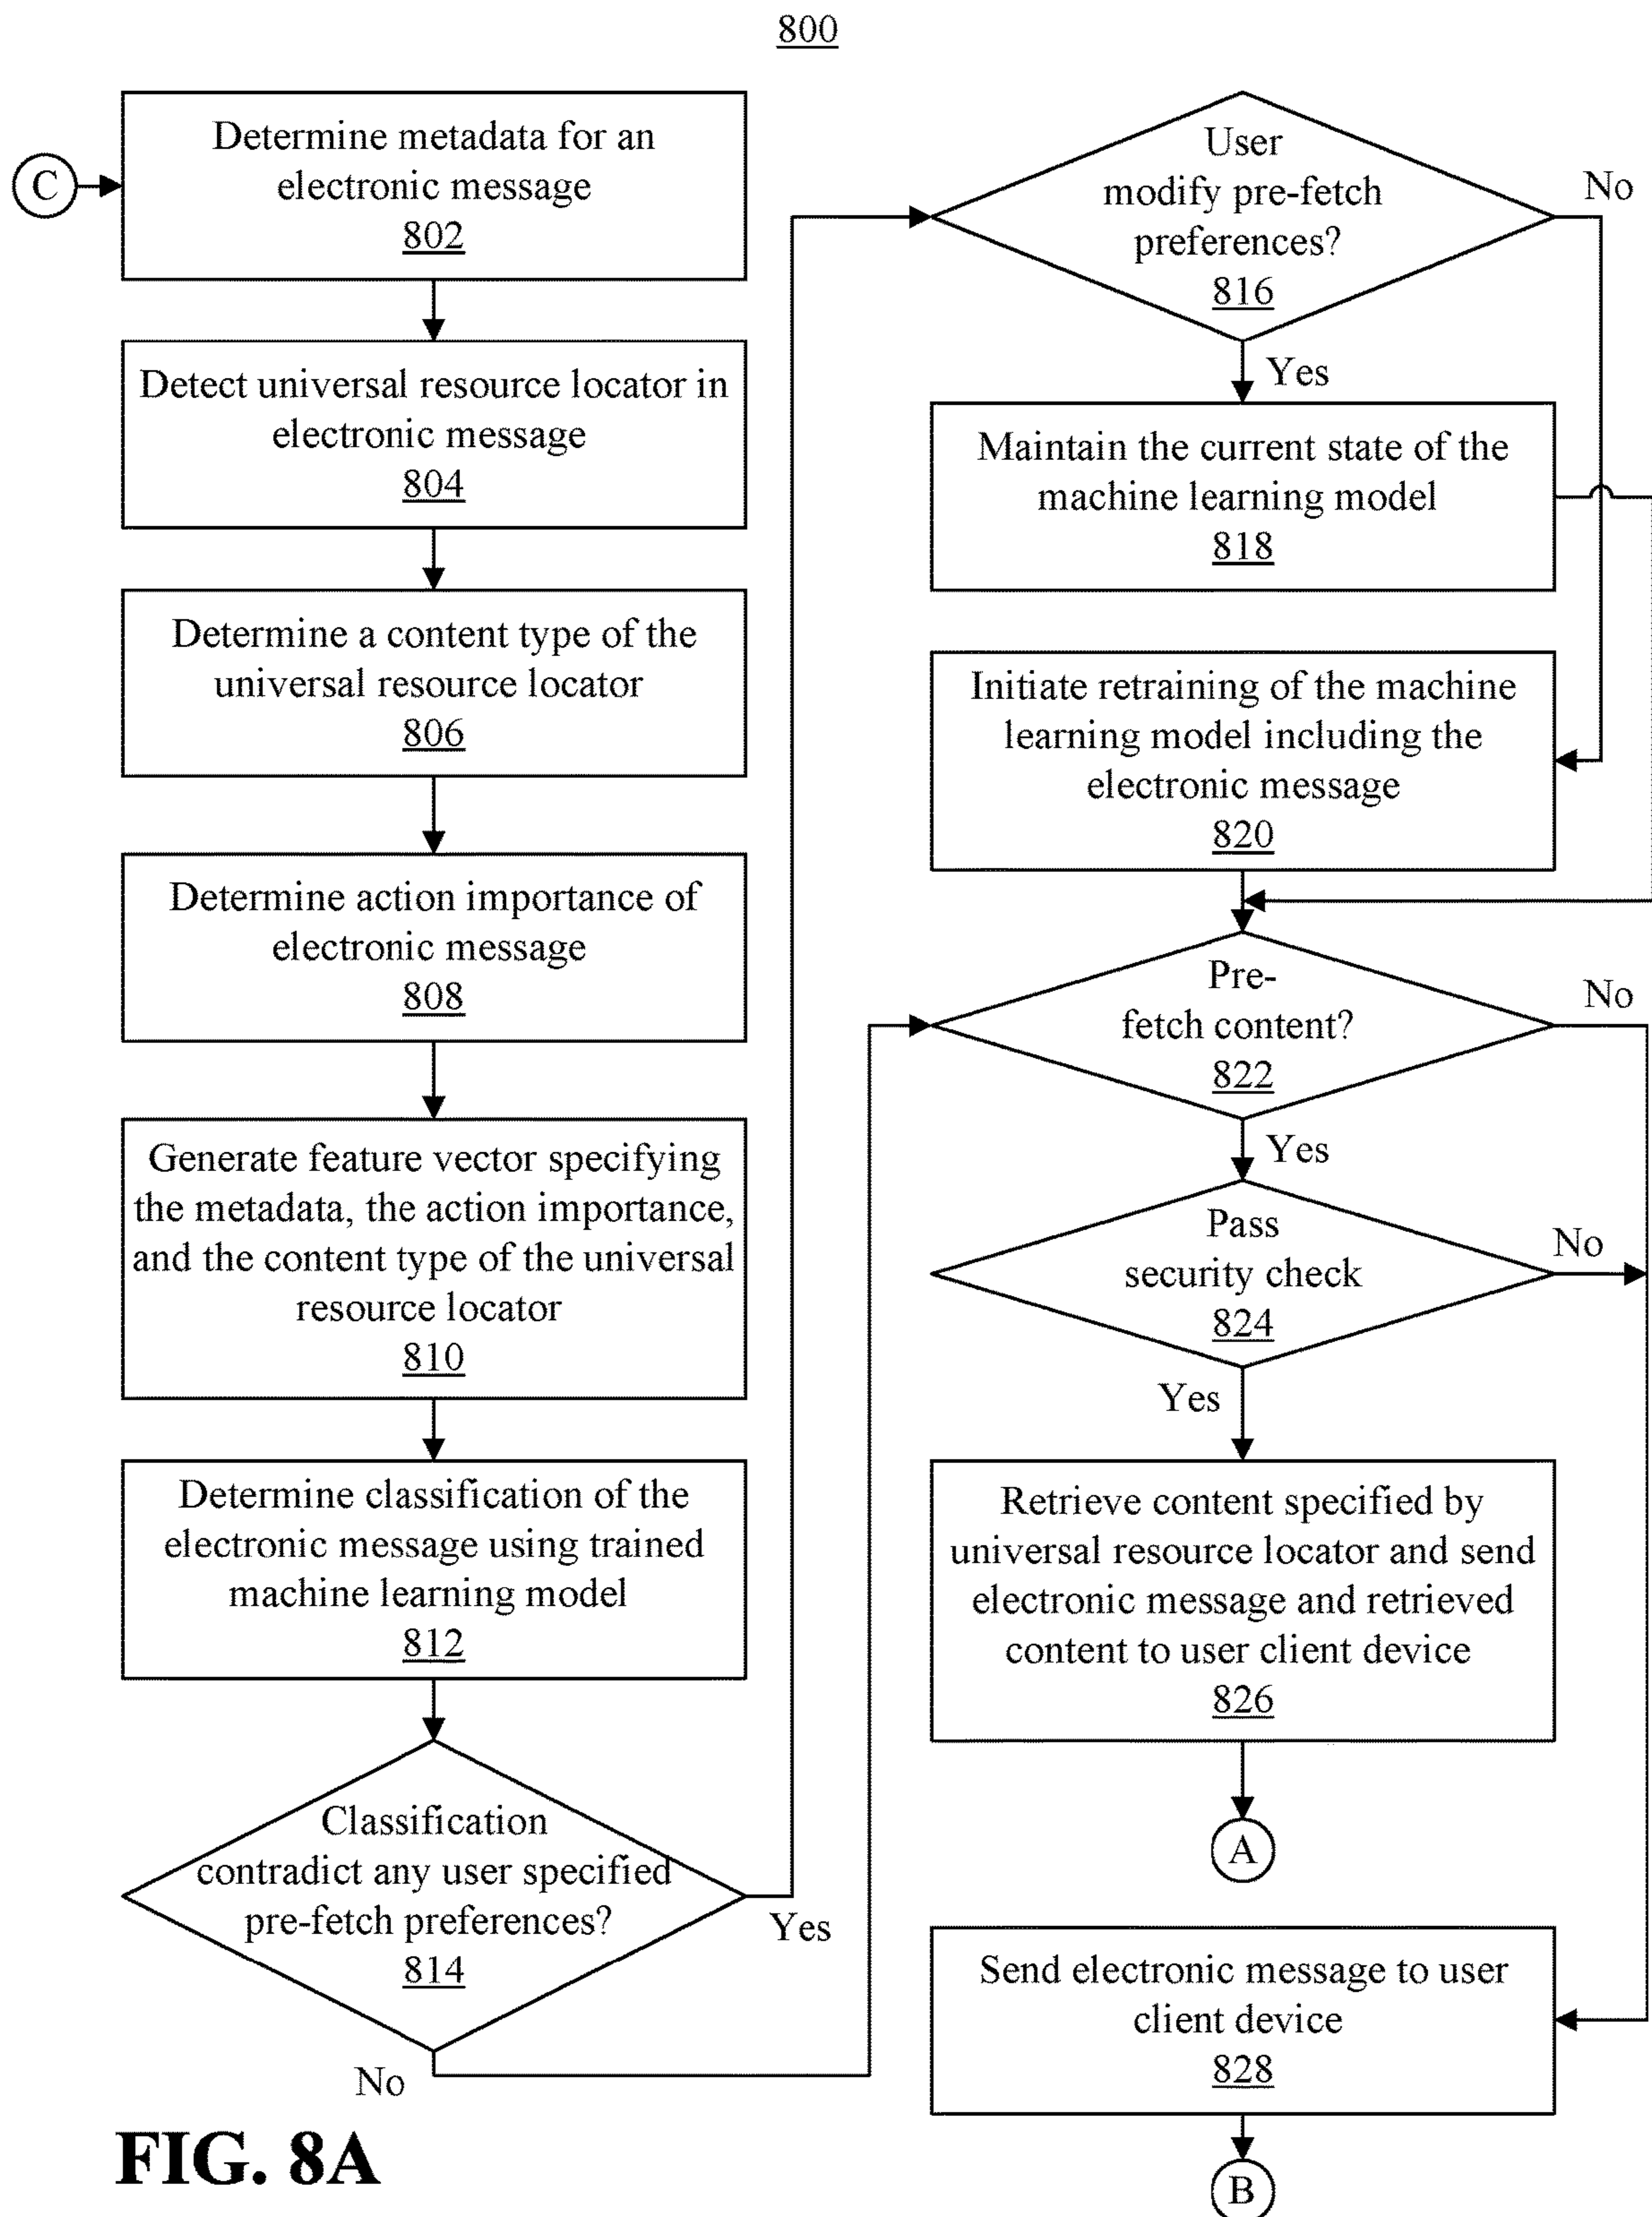 800
C
Determine metadata for an
electronic message
802
Detect universal resource locator in
electronic message
804
Determine a content type of the
universal resource locator
806
Determine action importance of
electronic message
808
Generate feature vector specifying
the metadata, the action importance,
and the content type of the universal
resource locator
810
Determine classification of the
electronic message using trained
machine learning model
812
Classification
contradict any user specified
pre-fetch preferences?
814
Yes
No
User
modify pre-fetch
preferences?
816
No
Yes
Maintain the current state of the
machine learning model
818
Initiate retraining of the machine
learning model including the
electronic message
820
Pre-
fetch content?
822
No
Yes
Pass
security check
824
No
Yes
Retrieve content specified by
universal resource locator and send
electronic message and retrieved
content to user client device
826
A
Send electronic message to user
client device
828
B
FIG. 8A